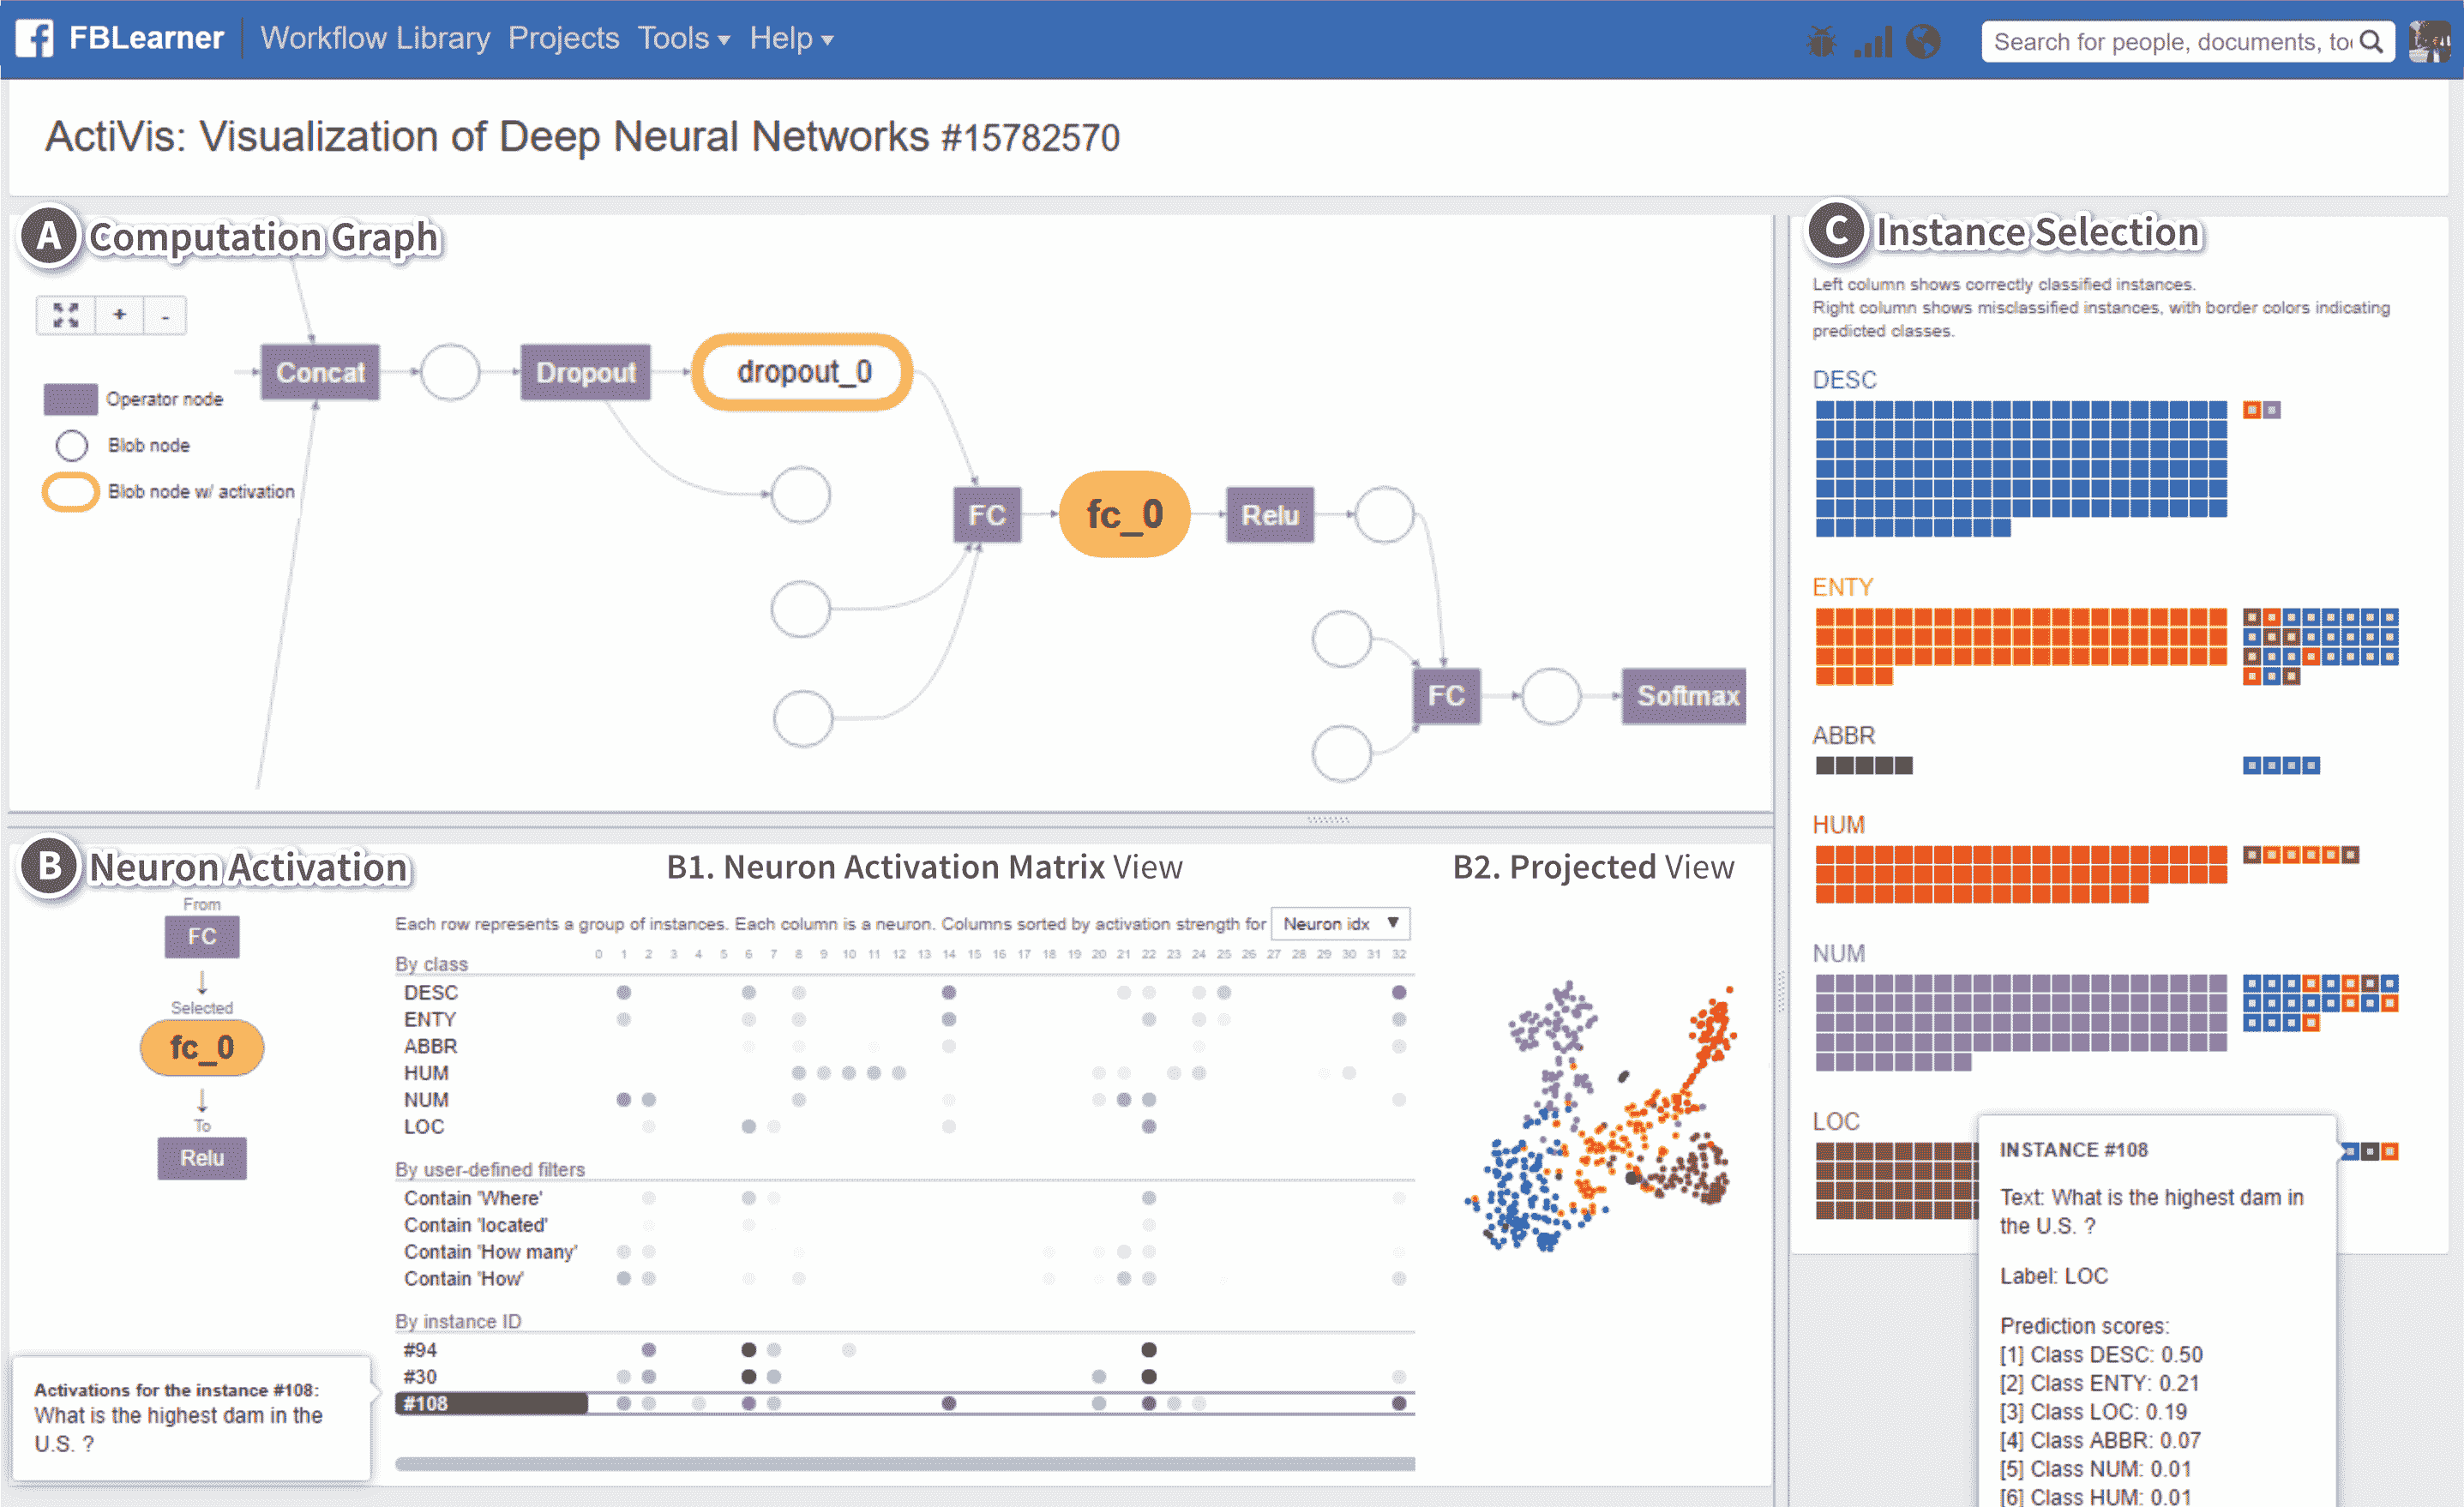 FBLearner Workflow Library Projects Tools Help
Search for people, documents, to
ActiVis: Visualization of Deep Neural Networks #15782570
A Computation Graph
+ -
Operator node
Blob node
Blob node w/ activation
Concat
Dropout
dropout_0
FC
fc_0
Relu
FC
Softmax
B Neuron Activation
From
FC
Selected
fc_0
To
Relu
Activations for the instance #108:
What is the highest dam in the
U.S. ?
B1. Neuron Activation Matrix View
Each row represents a group of instances. Each column is a neuron. Columns sorted by activation strength for Neuron idx
0 1 2 3 4 5 6 7 8 9 10 11 12 13 14 15 16 17 18 19 20 21 22 23 24 25 26 27 28 29 30 31 32
By class
DESC
ENTY
ABBR
HUM
NUM
LOC
By user-defined filters
Contain 'Where'
Contain 'located'
Contain 'How many'
Contain 'How'
By instance ID
#94
#30
#108
B2. Projected View
C Instance Selection
Left column shows correctly classified instances.
Right column shows misclassified instances, with border colors indicating
predicted classes.
DESC
ENTY
ABBR
HUM
NUM
LOC
INSTANCE #108
Text: What is the highest dam in
the U.S. ?
Label: LOC
Prediction scores:
[1] Class DESC: 0.50
[2] Class ENTY: 0.21
[3] Class LOC: 0.19
[4] Class ABBR: 0.07
[5] Class NUM: 0.01
[6] Class HUM: 0.01